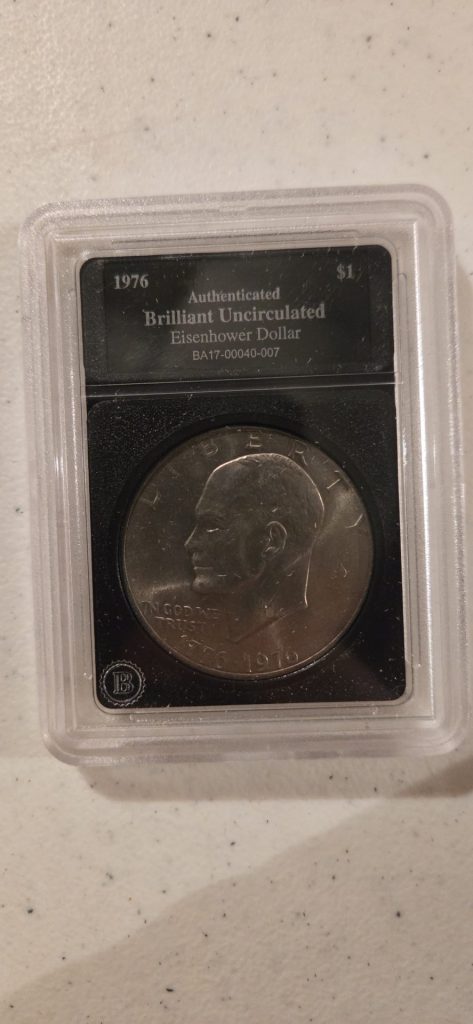 1976 $1
Authenticated
Brilliant Uncirculated
Eisenhower Dollar
BA17-00040-007
LIBERTY
IN GOD WE
TRUST
1776-1976
B